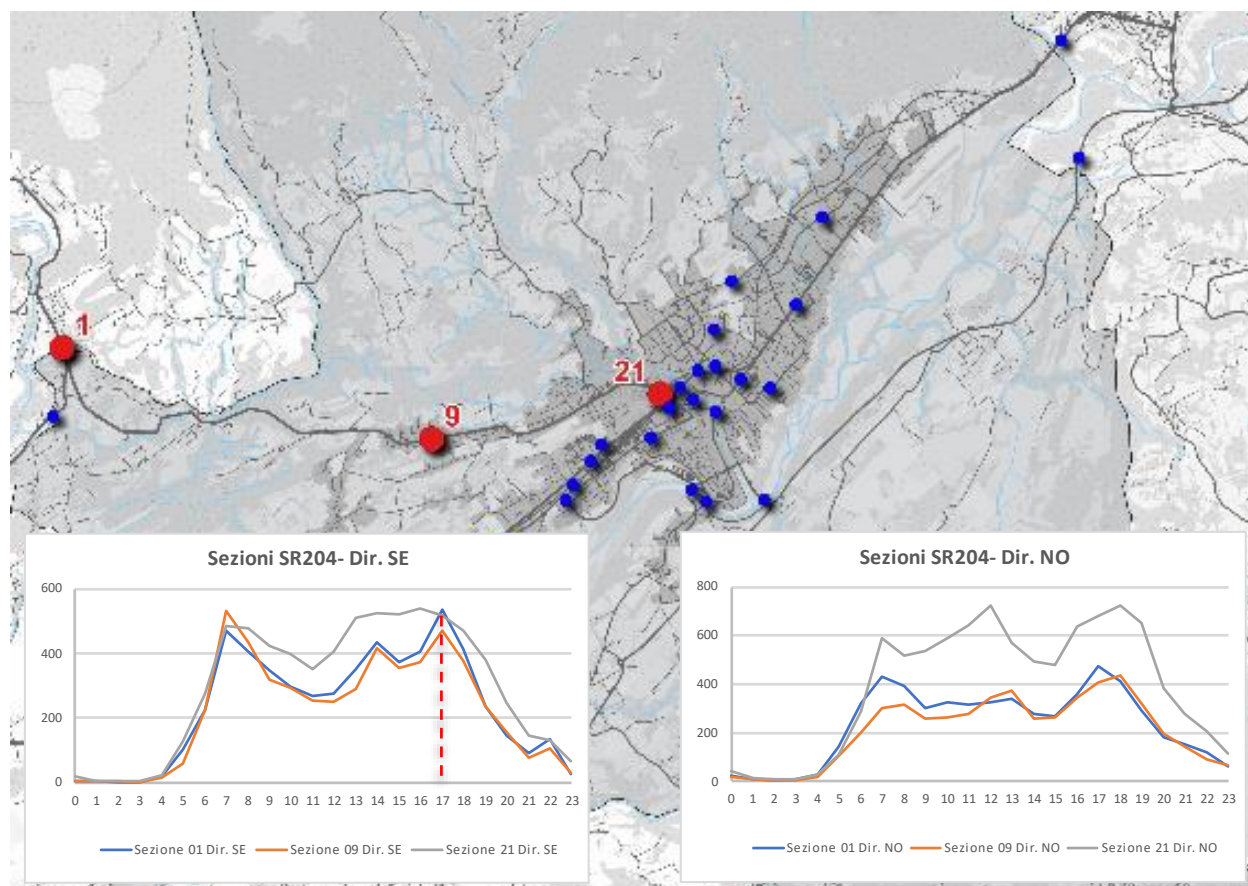 1
21
9
Sezioni SR204- Dir. SE
600
400
200
0
0 1 2 3 4 5 6 7 8 9 10 11 12 13 14 15 16 17 18 19 20 21 22 23
Sezione 01 Dir. SE Sezione 09 Dir. SE Sezione 21 Dir. SE
Sezioni SR204- Dir. NO
800
600
400
200
0
0 1 2 3 4 5 6 7 8 9 10 11 12 13 14 15 16 17 18 19 20 21 22 23
Sezione 01 Dir. NO Sezione 09 Dir. NO Sezione 21 Dir. NO